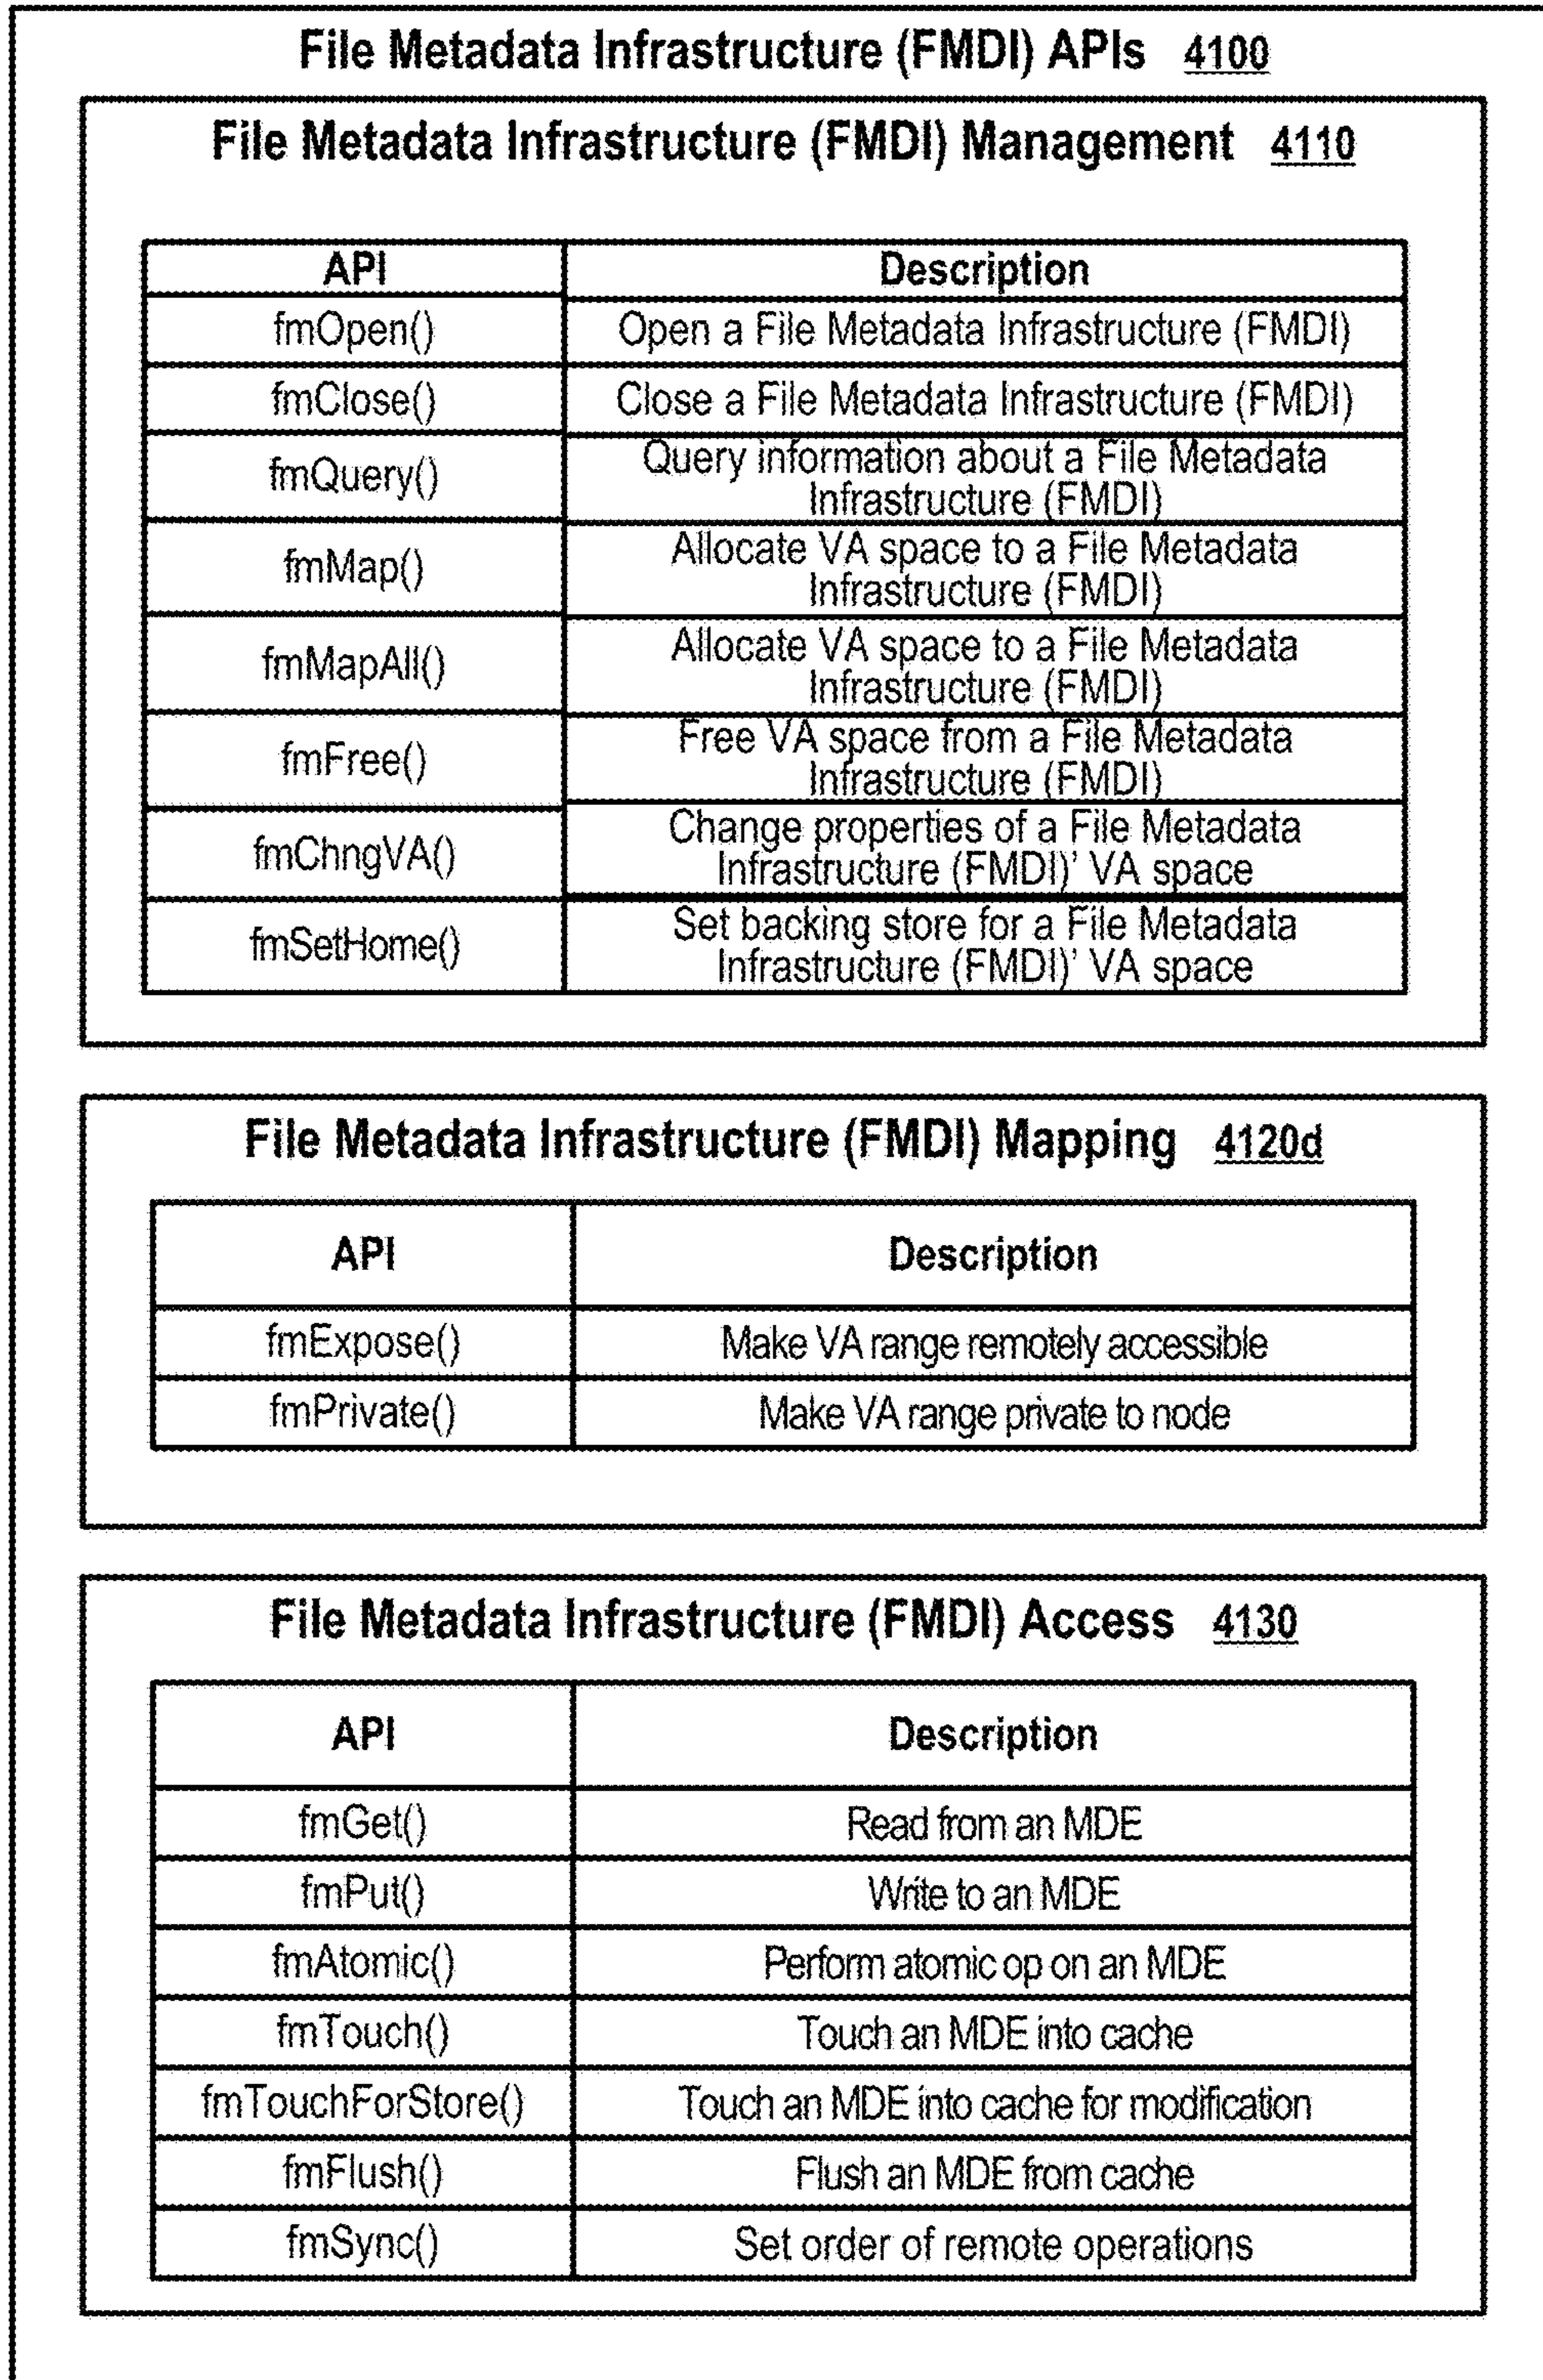 File Metadata Infrastructure (FMDI) APIs 4100
File Metadata Infrastructure (FMDI) Management 4110
API Description
fmOpen() Open a File Metadata Infrastructure (FMDI)
fmClose() Close a File Metadata Infrastructure (FMDI)
fmQuery() Query information about a File Metadata
Infrastructure (FMDI)
fmMap() Allocate VA space to a File Metadata
Infrastructure (FMDI)
fmMapAll() Allocate VA space to a File Metadata
Infrastructure (FMDI)
fmFree() Free VA space from a File Metadata
Infrastructure (FMDI)
fmChngVA() Change properties of a File Metadata
Infrastructure (FMDI)' VA space
fmSetHome() Set backing store for a File Metadata
Infrastructure (FMDI)' VA space
File Metadata Infrastructure (FMDI) Mapping 4120d
API Description
fmExpose() Make VA range remotely accessible
fmPrivate() Make VA range private to node
File Metadata Infrastructure (FMDI) Access 4130
API Description
fmGet() Read from an MDE
fmPut() Write to an MDE
fmAtomic() Perform atomic op on an MDE
fmTouch() Touch an MDE into cache
fmTouchForStore() Touch an MDE into cache for modification
fmFlush() Flush an MDE from cache
fmSync() Set order of remote operations